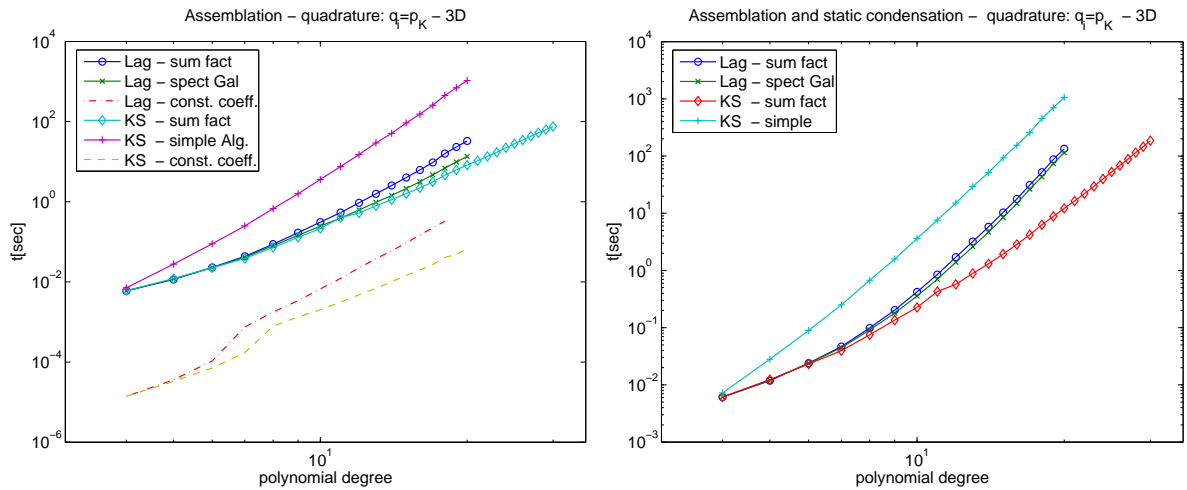 Assemblation − quadrature: q_i=p_K − 3D
10^4
10^2
10^0
10^−2
10^−4
10^−6
t[sec]
Lag − sum fact
Lag − spect Gal
Lag − const. coeff.
KS − sum fact
KS − simple Alg.
KS − const. coeff.
10^1
polynomial degree
Assemblation and static condensation − quadrature: q_i=p_K − 3D
10^4
10^3
10^2
10^1
10^0
10^−1
10^−2
10^−3
t[sec]
Lag − sum fact
Lag − spect Gal
KS − sum fact
KS − simple
10^1
polynomial degree